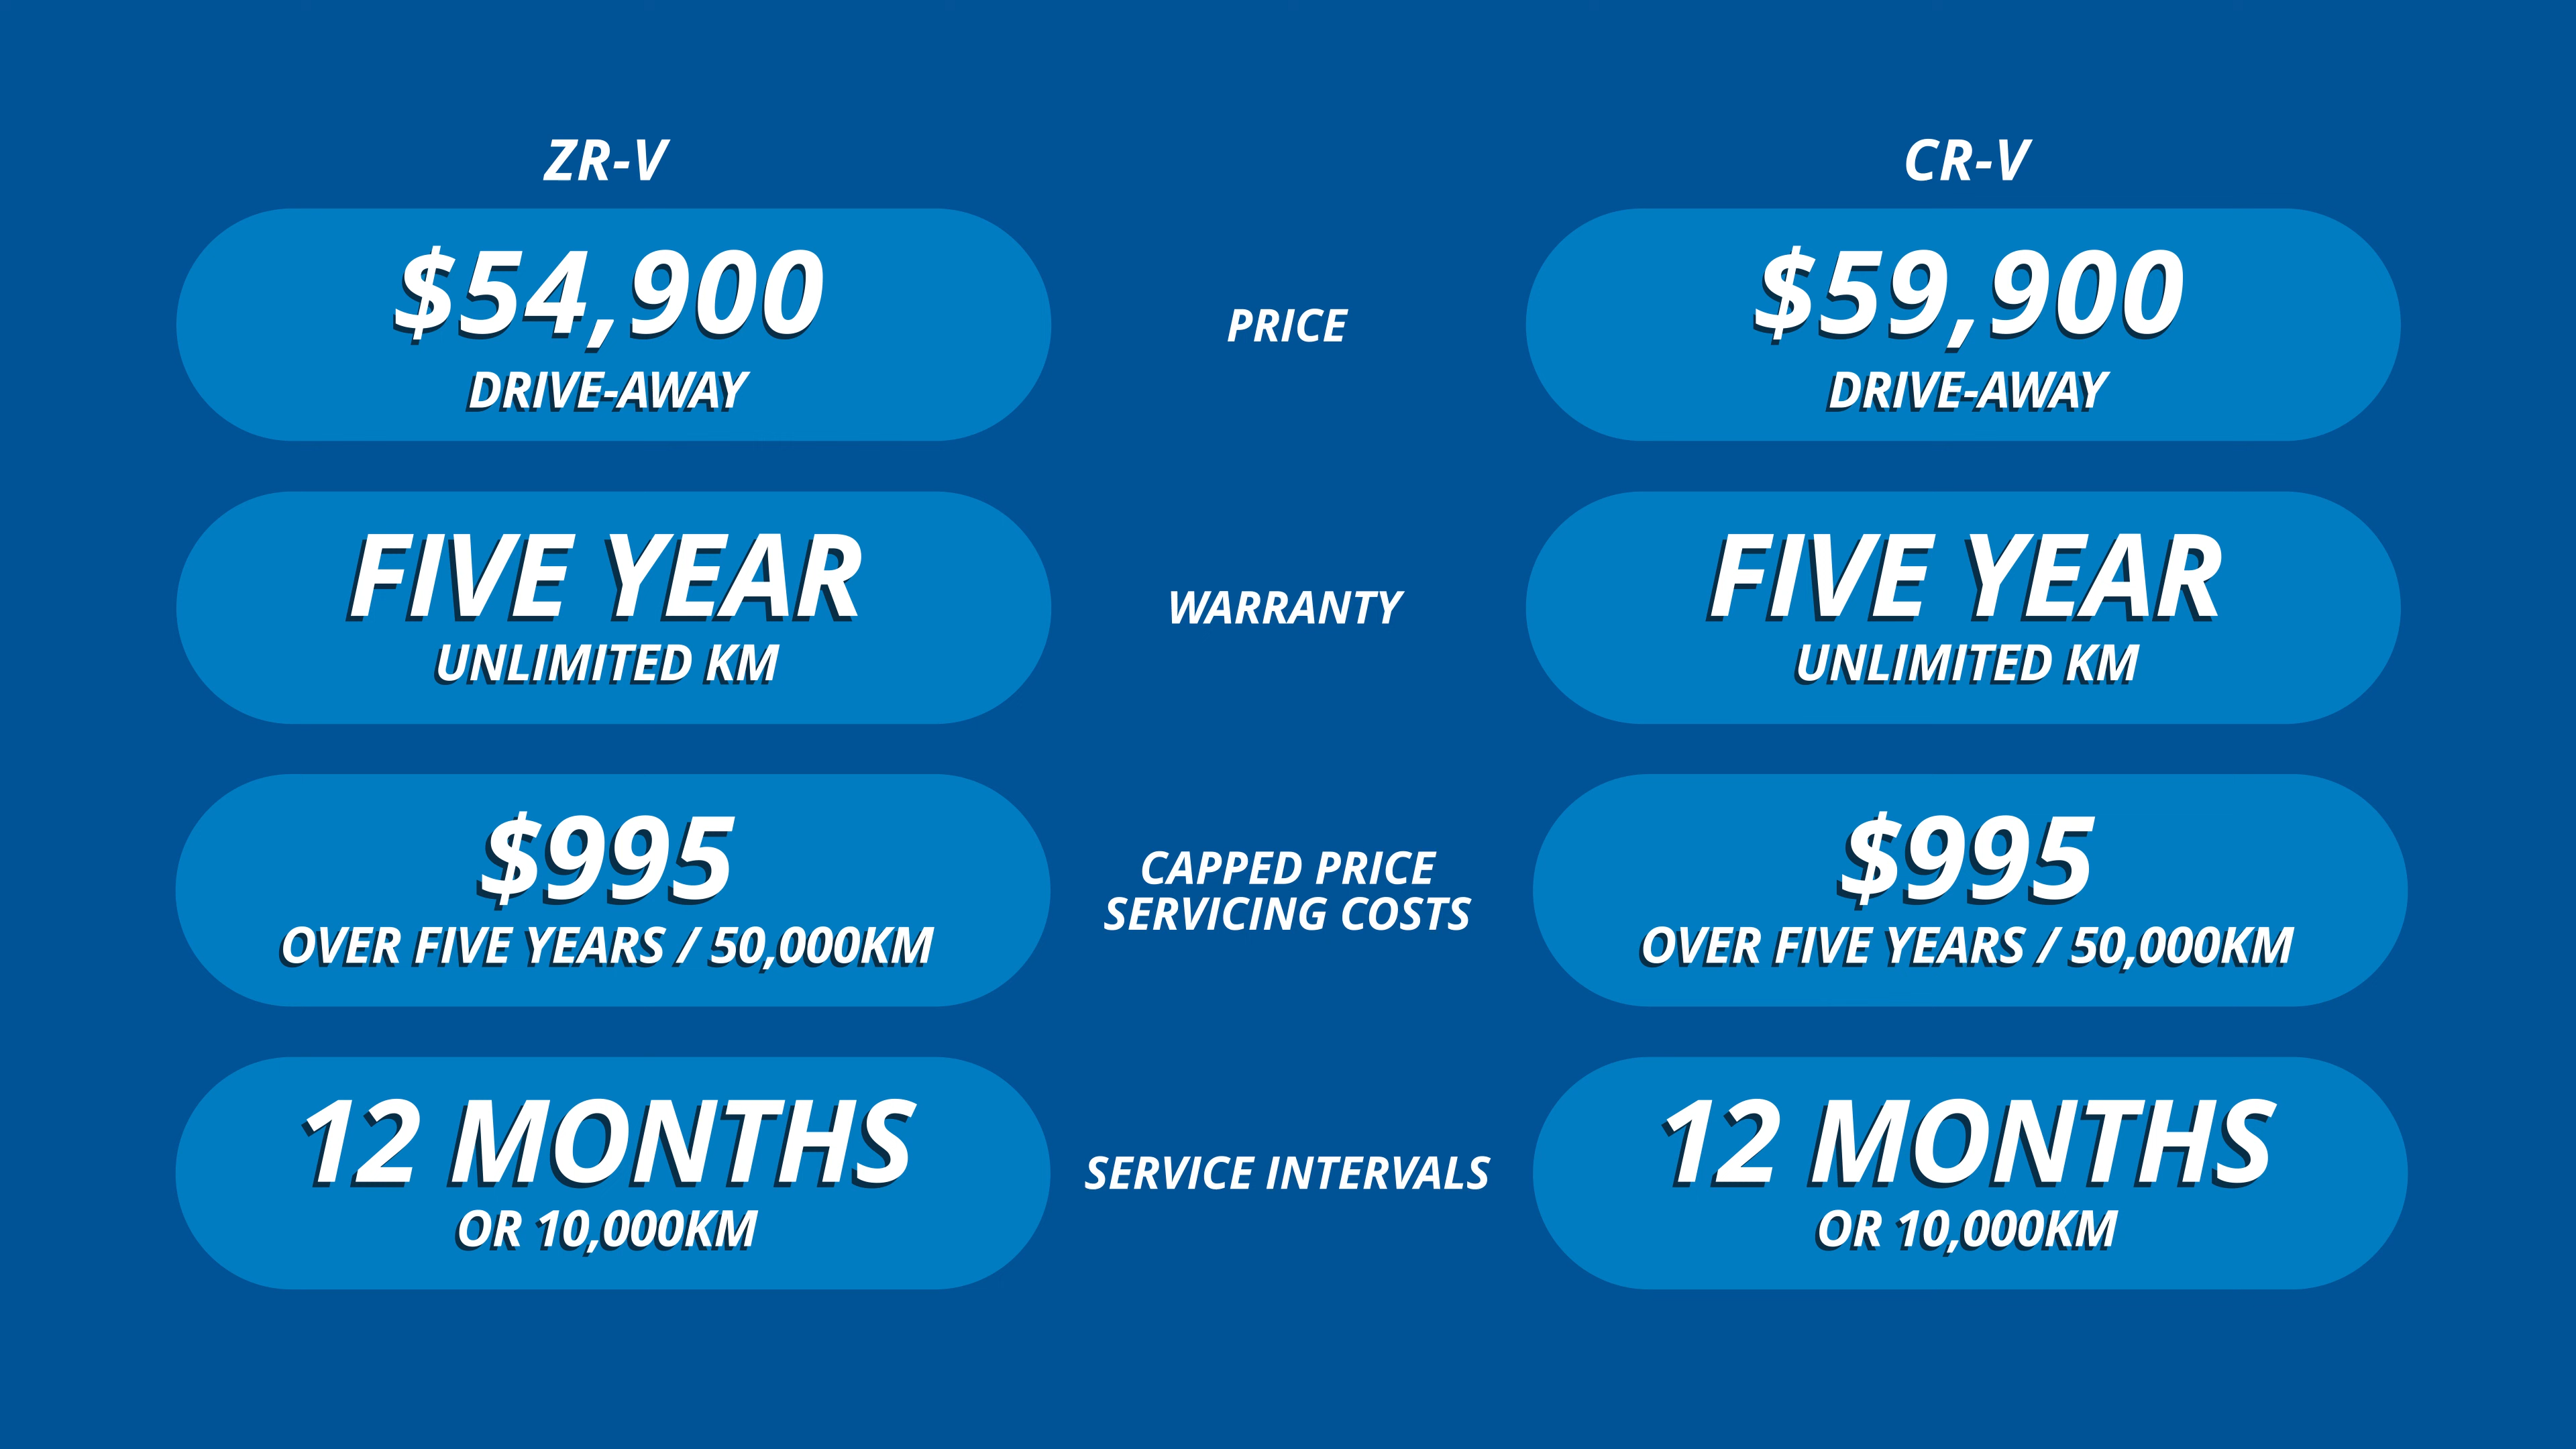 ZR-V
CR-V
$54,900
DRIVE-AWAY
PRICE
$59,900
DRIVE-AWAY
FIVE YEAR
UNLIMITED KM
WARRANTY
FIVE YEAR
UNLIMITED KM
$995
OVER FIVE YEARS / 50,000KM
CAPPED PRICE
SERVICING COSTS
$995
OVER FIVE YEARS / 50,000KM
12 MONTHS
OR 10,000KM
SERVICE INTERVALS
12 MONTHS
OR 10,000KM